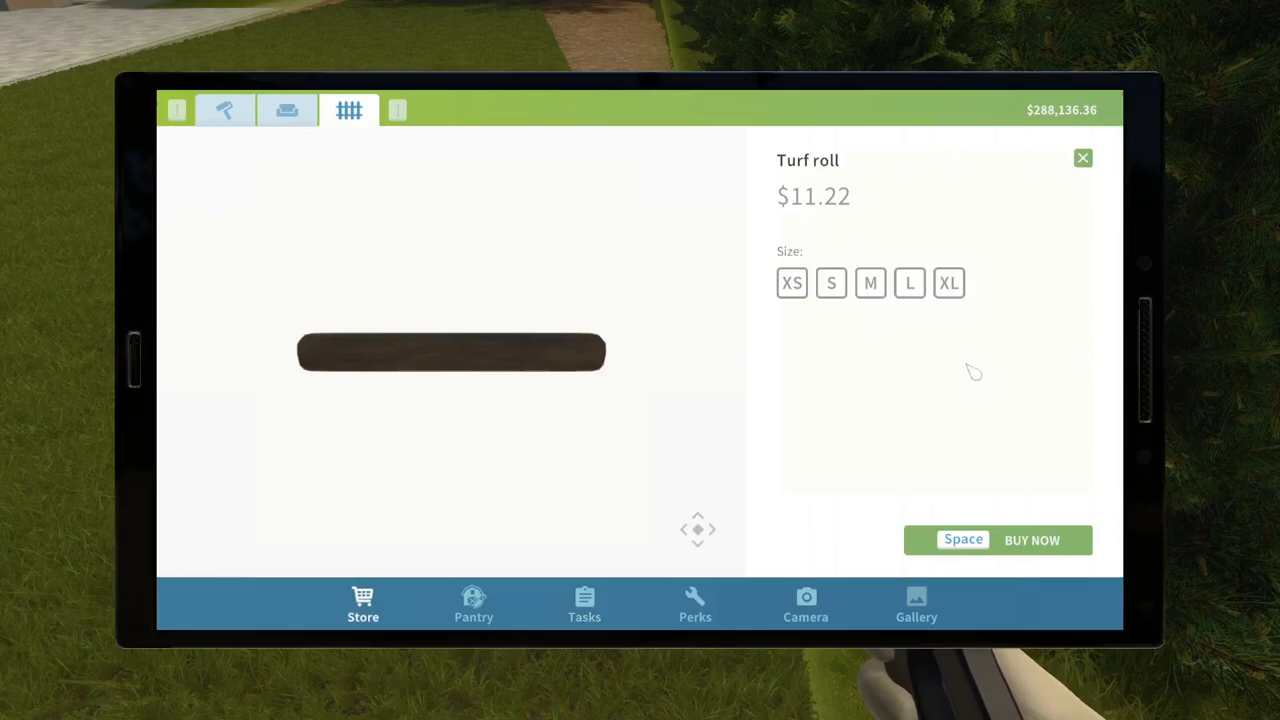 $288,136.36
Turf roll
$11.22
Size:
XS S M L XL
Space BUY NOW
Store Pantry Tasks Perks Camera Gallery